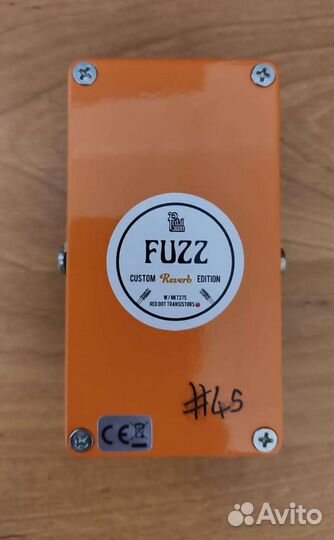 FUZZ
CUSTOM Reverb EDITION
W/ MKT275
RED DOT TRANSISTORS
#45
CE
Avito